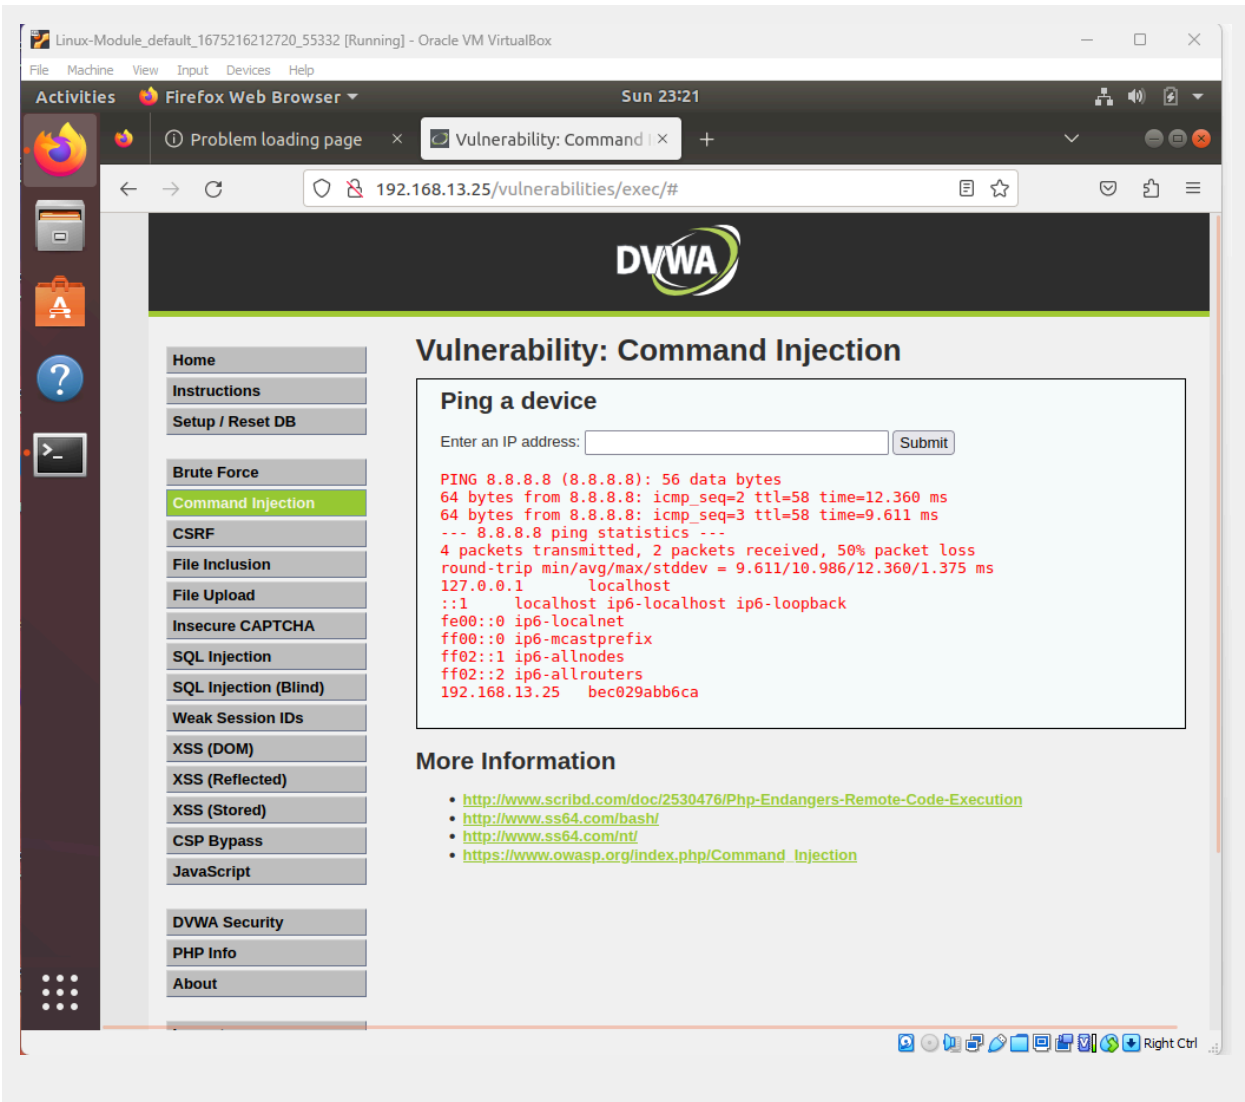 Linux-Module_default_1675216212720_55332 [Running] - Oracle VM VirtualBox
File Machine View Input Devices Help
Activities Firefox Web Browser Sun 23:21
Problem loading page × Vulnerability: Command I × +
192.168.13.25/vulnerabilities/exec/#
DVWA
Home
Instructions
Setup / Reset DB
Brute Force
Command Injection
CSRF
File Inclusion
File Upload
Insecure CAPTCHA
SQL Injection
SQL Injection (Blind)
Weak Session IDs
XSS (DOM)
XSS (Reflected)
XSS (Stored)
CSP Bypass
JavaScript
DVWA Security
PHP Info
About
Vulnerability: Command Injection
Ping a device
Enter an IP address: Submit
PING 8.8.8.8 (8.8.8.8): 56 data bytes
64 bytes from 8.8.8.8: icmp_seq=2 ttl=58 time=12.360 ms
64 bytes from 8.8.8.8: icmp_seq=3 ttl=58 time=9.611 ms
--- 8.8.8.8 ping statistics ---
4 packets transmitted, 2 packets received, 50% packet loss
round-trip min/avg/max/stddev = 9.611/10.986/12.360/1.375 ms
127.0.0.1 localhost
::1 localhost ip6-localhost ip6-loopback
fe00::0 ip6-localnet
ff00::0 ip6-mcastprefix
ff02::1 ip6-allnodes
ff02::2 ip6-allrouters
192.168.13.25 bec029abb6ca
More Information
• http://www.scribd.com/doc/2530476/Php-Endangers-Remote-Code-Execution
• http://www.ss64.com/bash/
• http://www.ss64.com/nt/
• https://www.owasp.org/index.php/Command_Injection
Right Ctrl